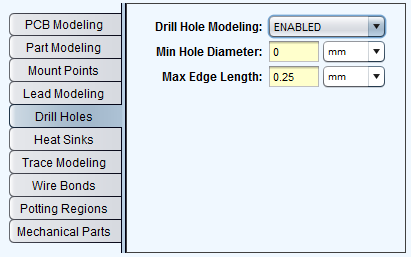 PCB Modeling
Part Modeling
Mount Points
Lead Modeling
Drill Holes
Heat Sinks
Trace Modeling
Wire Bonds
Potting Regions
Mechanical Parts
Drill Hole Modeling: ENABLED
Min Hole Diameter: 0 mm
Max Edge Length: 0.25 mm